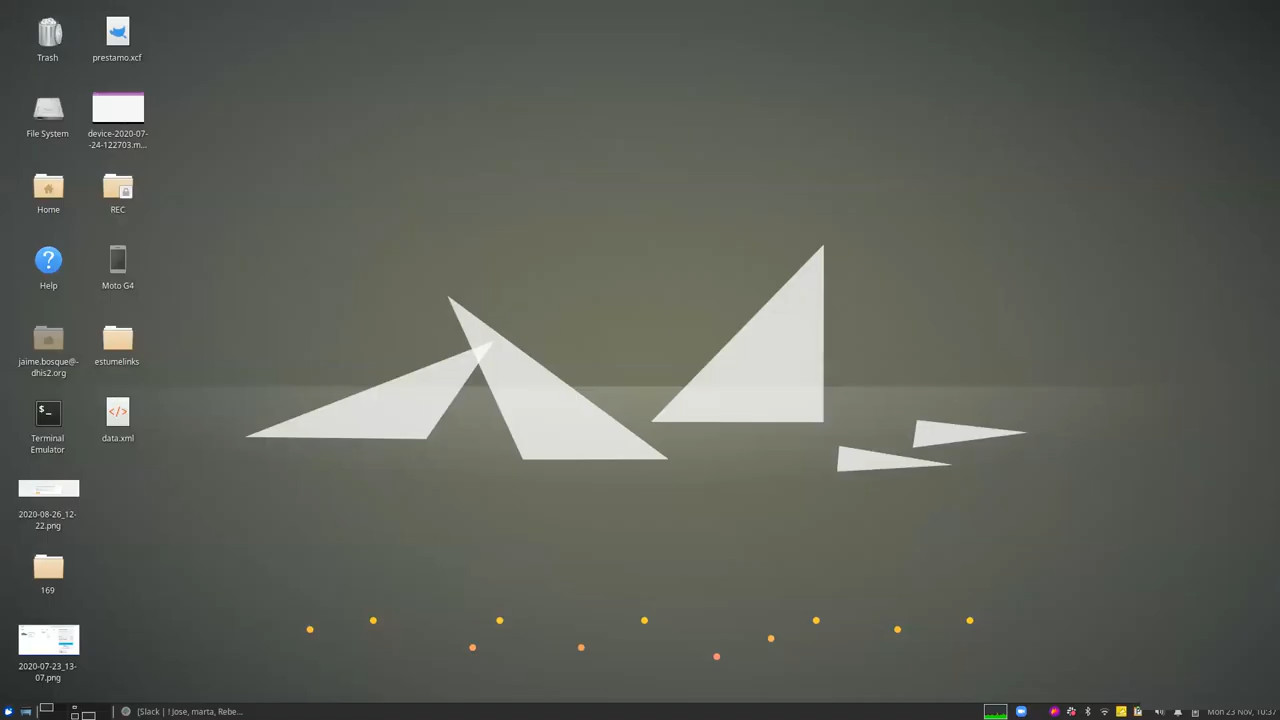 Trash
prestamo.xcf
File System
device-2020-07-
-24-122703.m...
Home
REC
?
Help
Moto G4
jaime.bosque@-
dhis2.org
estumelinks
$_
Terminal
Emulator
</>
data.xml
2020-08-26_12-
22.png
169
2020-07-23_13-
07.png
[Slack | ! Jose, marta, Rebe...
Mon 23 Nov, 10:37